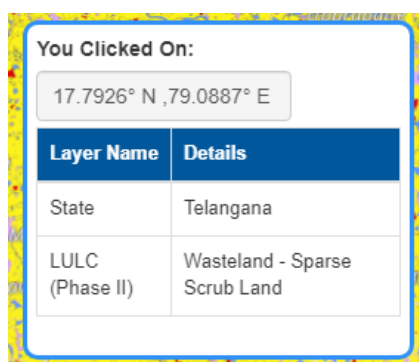 You Clicked On:
17.7926° N ,79.0887° E
Layer Name Details
State Telangana
LULC (Phase II) Wasteland - Sparse Scrub Land